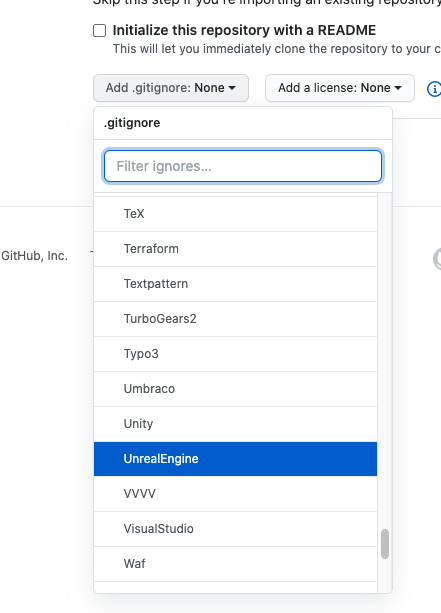 Skip this step if you're importing an existing repository
Initialize this repository with a README
This will let you immediately clone the repository to your c
Add .gitignore: None
Add a license: None
.gitignore
Filter ignores...
TeX
Terraform
Textpattern
TurboGears2
Typo3
Umbraco
GitHub, Inc.
Unity
UnrealEngine
VVVV
VisualStudio
Waf